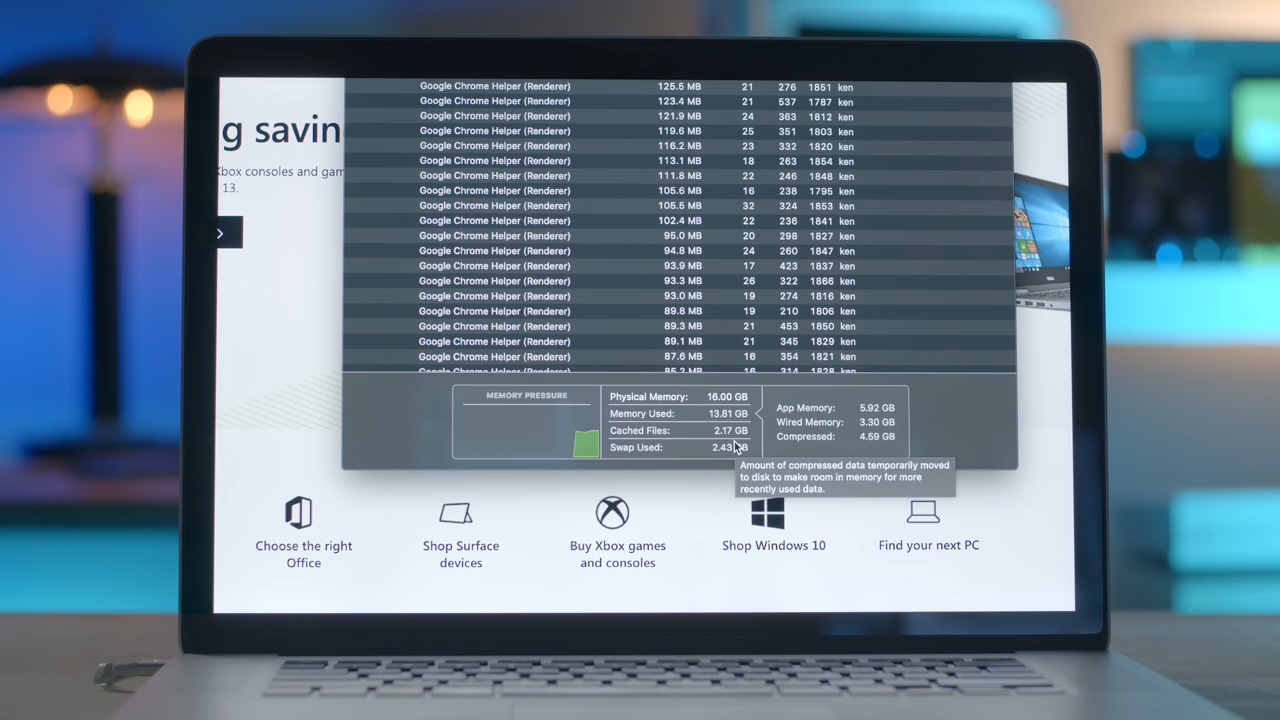 g savin
Xbox consoles and gam
13.
Google Chrome Helper (Renderer) 125.5 MB 21 276 1851 ken
Google Chrome Helper (Renderer) 123.4 MB 21 537 1787 ken
Google Chrome Helper (Renderer) 121.9 MB 24 363 1812 ken
Google Chrome Helper (Renderer) 119.6 MB 25 351 1803 ken
Google Chrome Helper (Renderer) 116.2 MB 23 332 1820 ken
Google Chrome Helper (Renderer) 113.1 MB 18 263 1854 ken
Google Chrome Helper (Renderer) 111.8 MB 22 246 1848 ken
Google Chrome Helper (Renderer) 105.6 MB 16 238 1795 ken
Google Chrome Helper (Renderer) 105.5 MB 32 324 1853 ken
Google Chrome Helper (Renderer) 102.4 MB 22 236 1841 ken
Google Chrome Helper (Renderer) 95.0 MB 20 298 1827 ken
Google Chrome Helper (Renderer) 94.8 MB 24 260 1847 ken
Google Chrome Helper (Renderer) 93.9 MB 17 423 1837 ken
Google Chrome Helper (Renderer) 93.3 MB 26 322 1866 ken
Google Chrome Helper (Renderer) 93.0 MB 19 274 1816 ken
Google Chrome Helper (Renderer) 89.8 MB 19 210 1806 ken
Google Chrome Helper (Renderer) 89.3 MB 21 453 1850 ken
Google Chrome Helper (Renderer) 89.1 MB 21 345 1829 ken
Google Chrome Helper (Renderer) 87.6 MB 16 354 1821 ken
Google Chrome Helper (Renderer) 85.2 MB 16 314 1828 ken
MEMORY PRESSURE
Physical Memory: 16.00 GB
Memory Used: 13.81 GB
Cached Files: 2.17 GB
Swap Used: 2.43 GB
App Memory: 5.92 GB
Wired Memory: 3.30 GB
Compressed: 4.59 GB
Amount of compressed data temporarily moved
to disk to make room in memory for more
recently used data.
Choose the right
Office
Shop Surface
devices
Buy Xbox games
and consoles
Shop Windows 10
Find your next PC